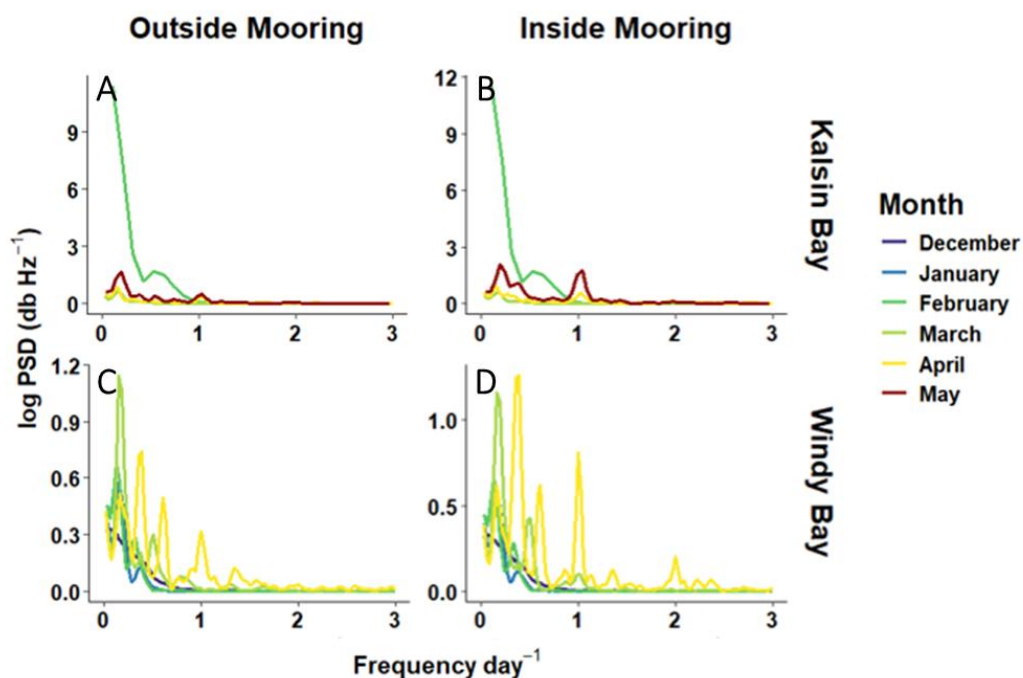 Outside Mooring
Inside Mooring
A
9
6
3
0
0
1
2
3
B
12
9
6
3
0
0
1
2
3
Kalsin Bay
log PSD (db Hz⁻¹)
C
1.2
0.9
0.6
0.3
0.0
0
1
2
3
D
1.0
0.5
0.0
0
1
2
3
Windy Bay
Frequency day⁻¹
Month
December
January
February
March
April
May